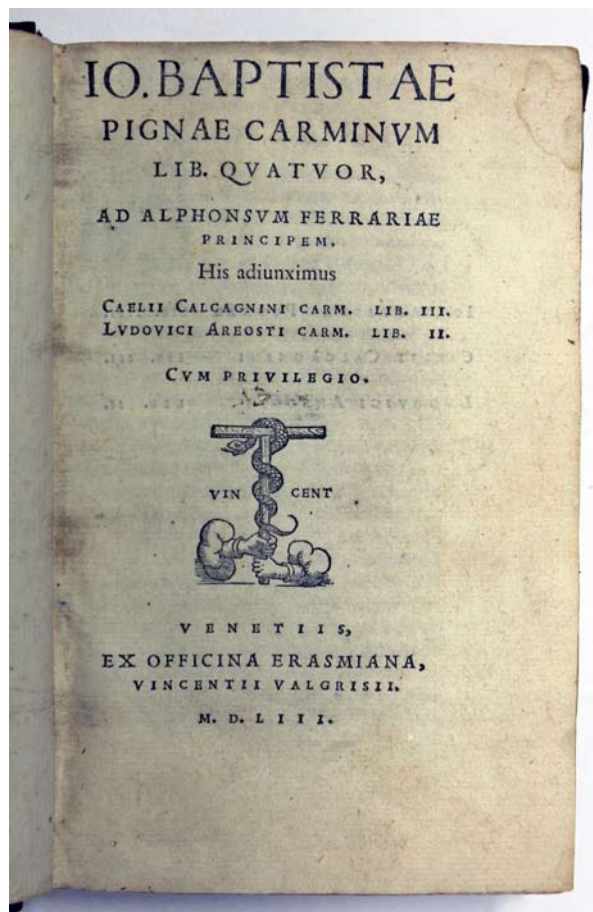 IO. BAPTISTAE
PIGNAE CARMINVM
LIB. QVATVOR,
AD ALPHONSVM FERRARIAE
PRINCIPEM.
His adiunximus
CAELII CALCAGNINI CARM. LIB. III.
LVDOVICI AREOSTI CARM. LIB. II.
CVM PRIVILEGIO.
VIN CENT
VENETIIS,
EX OFFICINA ERASMIANA,
VINCENTII VALGRISII.
M. D. L I I I.